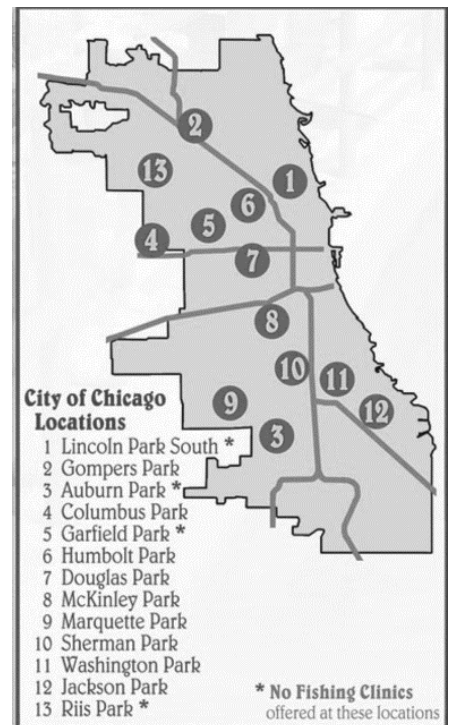 2
13
1
6
5
4
7
8
10
11
9
12
3
City of Chicago
Locations
1 Lincoln Park South *
2 Gompers Park
3 Auburn Park *
4 Columbus Park
5 Garfield Park *
6 Humbolt Park
7 Douglas Park
8 McKinley Park
9 Marquette Park
10 Sherman Park
11 Washington Park
12 Jackson Park
13 Riis Park *
* No Fishing Clinics
offered at these locations